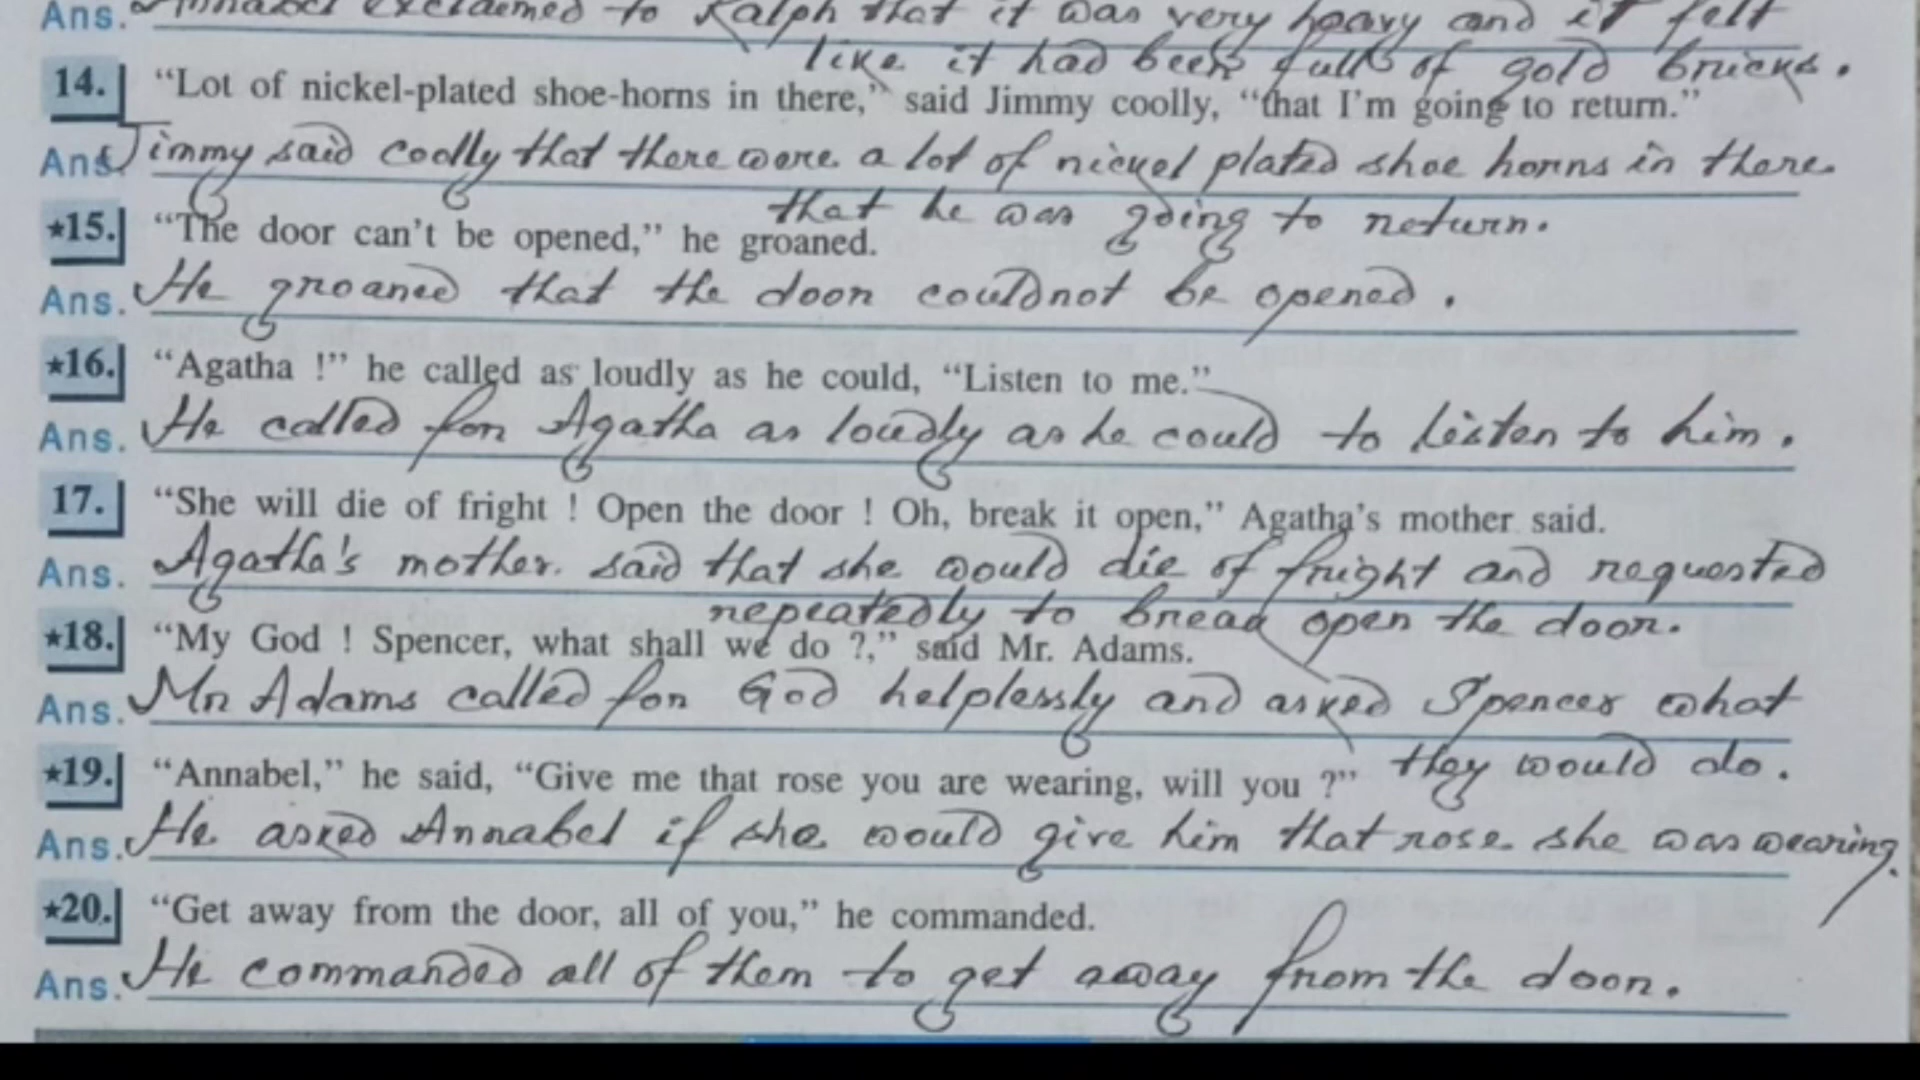 Ans. Annabel exclaimed to Ralph that it was very heavy and it felt
like it had been full of gold bricks.
14. “Lot of nickel-plated shoe-horns in there,” said Jimmy coolly, “that I'm going to return.”
Ans. Jimmy said coolly that there were a lot of nickel plated shoe horns in there
that he was going to return.
*15. “The door can't be opened,” he groaned.
Ans. He groaned that the door could not be opened.
*16. “Agatha !” he called as loudly as he could, “Listen to me.”
Ans. He called for Agatha as loudly as he could to listen to him.
17. “She will die of fright ! Open the door ! Oh, break it open,” Agatha's mother said.
Ans. Agatha's mother said that she would die of fright and requested
repeatedly to break open the door.
*18. “My God ! Spencer, what shall we do ?,” said Mr. Adams.
Ans. Mr Adams called for God helplessly and asked Spencer what
they would do.
*19. “Annabel,” he said, “Give me that rose you are wearing, will you ?”
Ans. He asked Annabel if she would give him that rose she was wearing.
*20. “Get away from the door, all of you,” he commanded.
Ans. He commanded all of them to get away from the door.